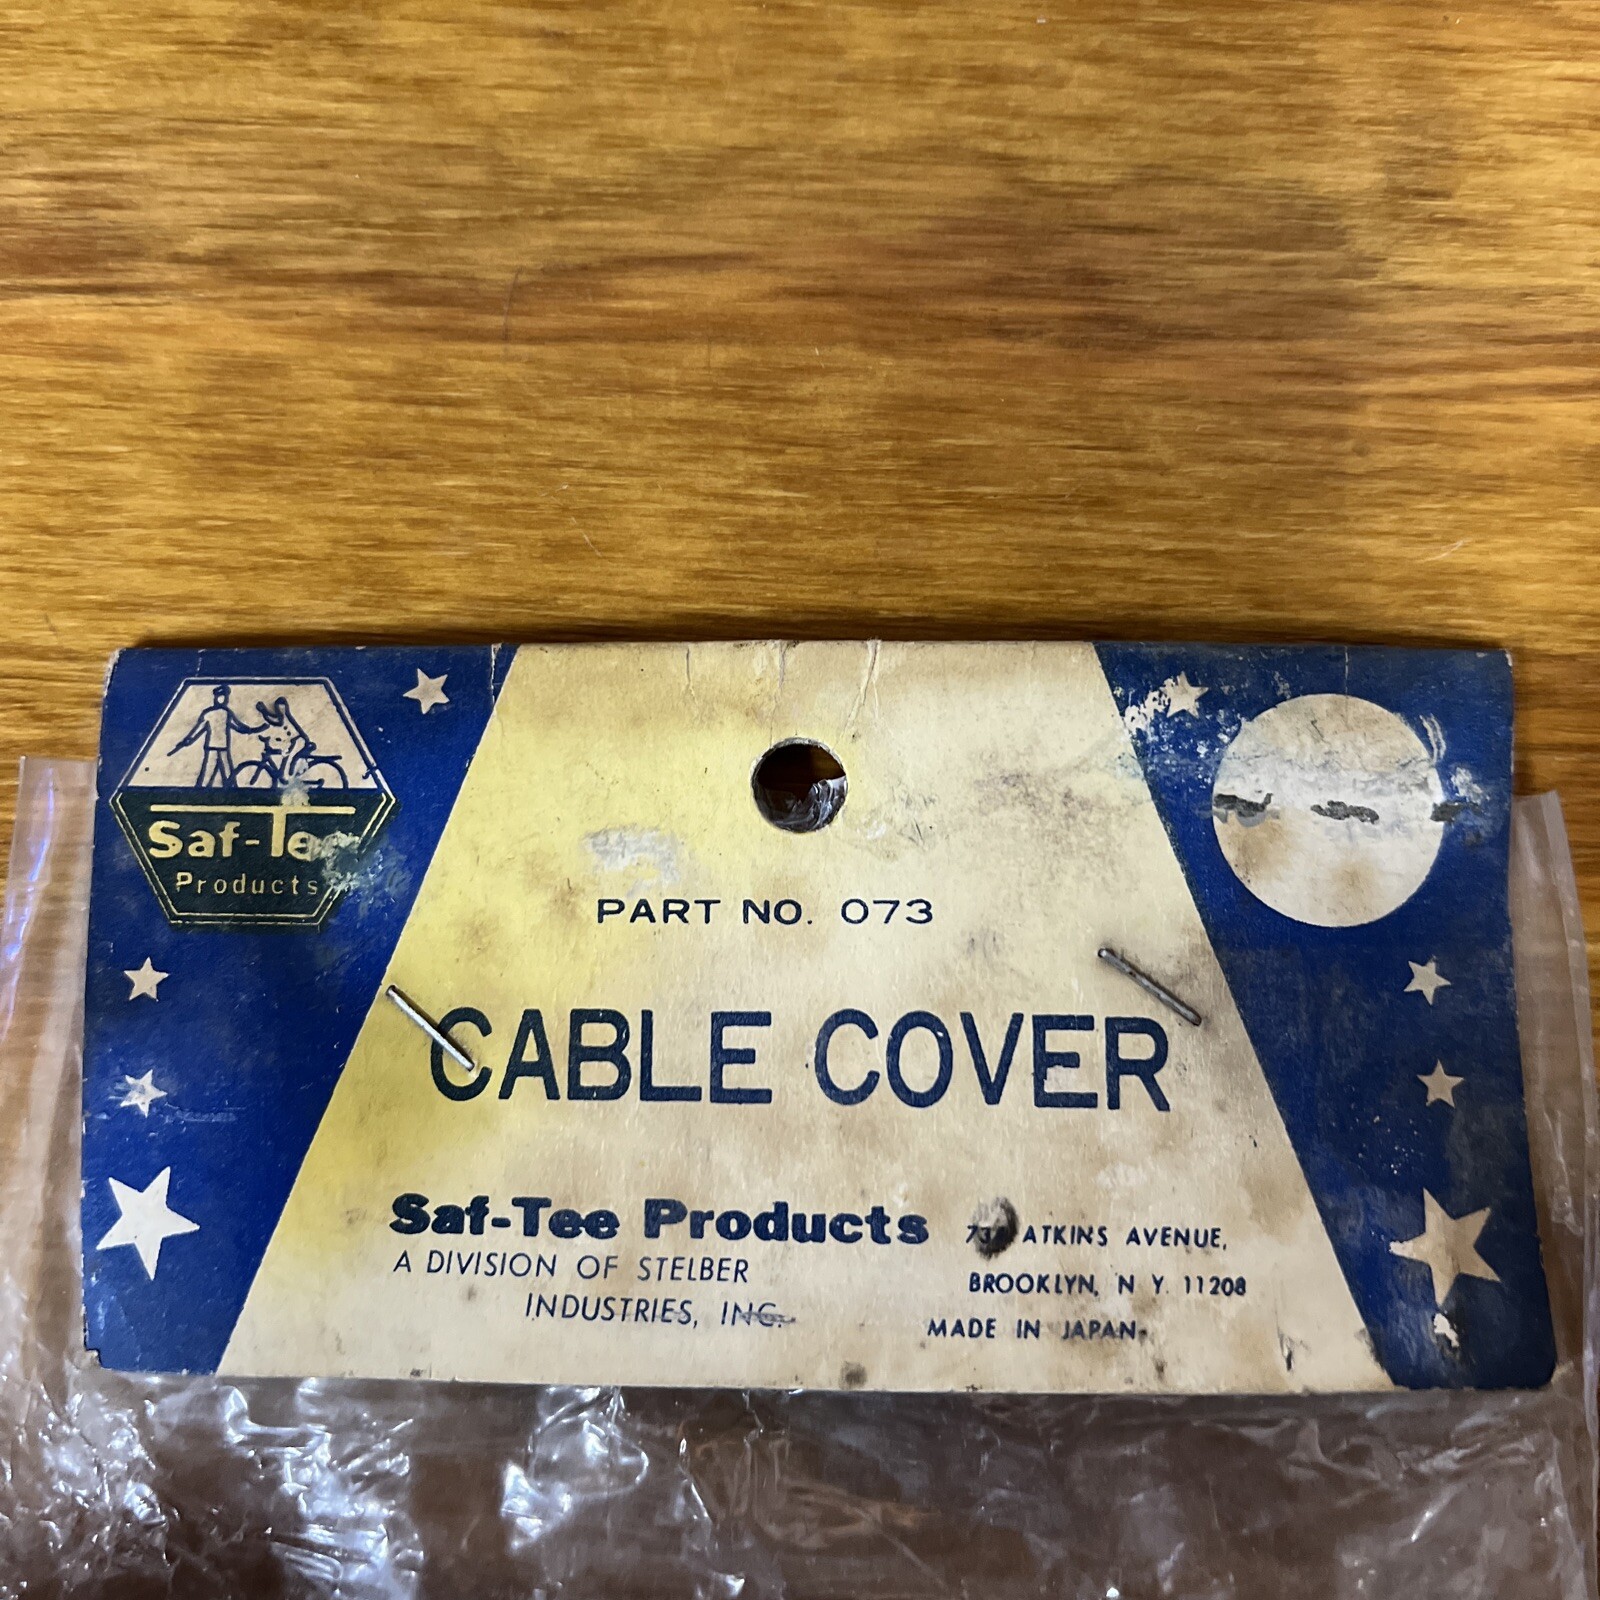 Saf-Tee
Products
PART NO. 073
CABLE COVER
Saf-Tee Products
A DIVISION OF STELBER
INDUSTRIES, INC.
ATKINS AVENUE,
BROOKLYN, N Y. 11208
MADE IN JAPAN